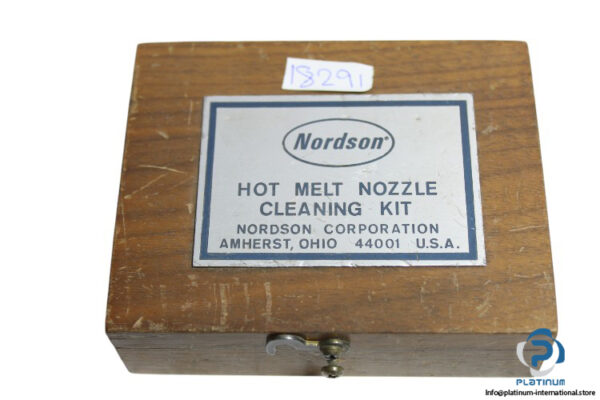 18291
Nordson®
HOT MELT NOZZLE
CLEANING KIT
NORDSON CORPORATION
AMHERST, OHIO 44001 U.S.A.
PLATINUM
Info@platinum-international.store